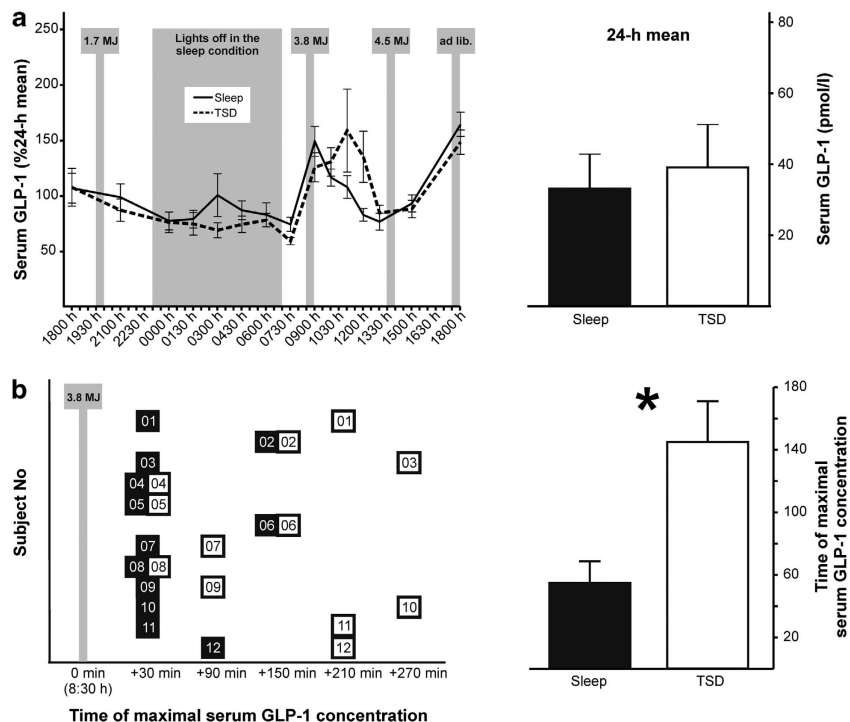 a
250
200
150
100
50
Serum GLP-1 (%24-h mean)
1.7 MJ
Lights off in the
sleep condition
3.8 MJ
4.5 MJ
ad lib.
Sleep
TSD
1800 h
1930 h
2100 h
2230 h
0000 h
0130 h
0300 h
0430 h
0600 h
0730 h
0900 h
1030 h
1200 h
1330 h
1500 h
1630 h
1800 h
24-h mean
80
60
40
20
Serum GLP-1 (pmol/l)
Sleep
TSD
b
3.8 MJ
Subject No
01
01
02
02
03
03
04
04
05
05
06
06
07
07
08
08
09
09
10
10
11
11
12
12
0 min
(8:30 h)
+30 min
+90 min
+150 min
+210 min
+270 min
Time of maximal serum GLP-1 concentration
*
180
140
100
60
20
Time of maximal
serum GLP-1 concentration
Sleep
TSD